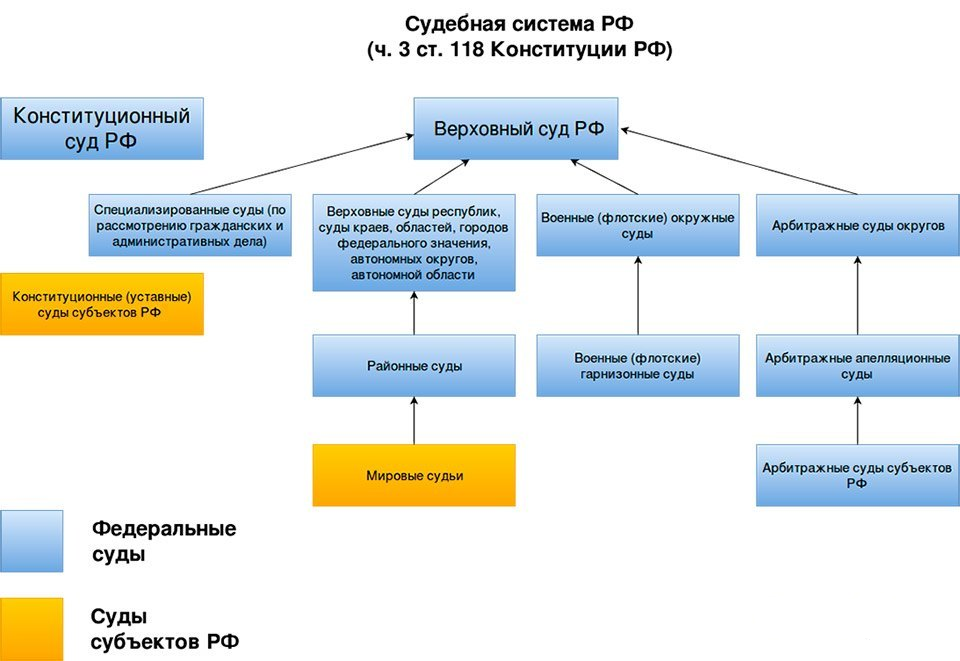 Судебная система РФ
(ч. 3 ст. 118 Конституции РФ)
Конституционный
суд РФ
Верховный суд РФ
Специализированные суды (по
рассмотрению гражданских и
административных дела)
Верховные суды республик,
суды краев, областей, городов
федерального значения,
автономных округов,
автономной области
Военные (флотские) окружные
суды
Арбитражные суды округов
Конституционные (уставные)
суды субъектов РФ
Районные суды
Военные (флотские)
гарнизонные суды
Арбитражные апелляционные
суды
Мировые судьи
Арбитражные суды субъектов
РФ
Федеральные
суды
Суды
субъектов РФ